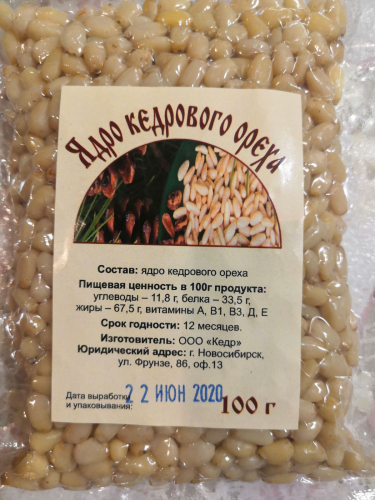 Ядро кедрового ореха
Состав: ядро кедрового ореха
Пищевая ценность в 100г продукта:
углеводы – 11,8 г, белка – 33,5 г,
жиры – 67,5 г, витамины А, В1, В3, Д, Е
Срок годности: 12 месяцев.
Изготовитель: ООО «Кедр»
Юридический адрес: г. Новосибирск,
ул. Фрунзе, 86, оф.13
Дата выработки
и упаковывания:
22 ИЮН 2020
100 г